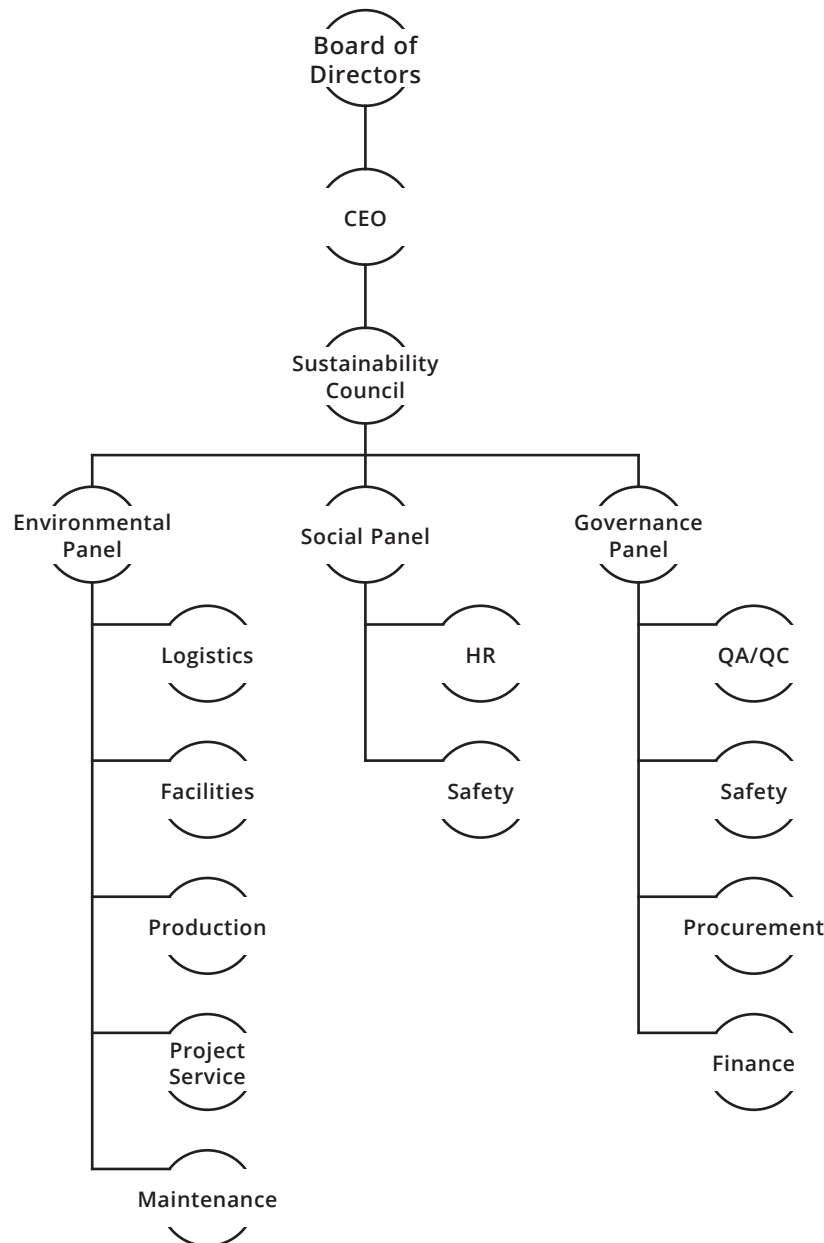 Board of
Directors
CEO
Sustainability
Council
Environmental
Panel
Social Panel
Governance
Panel
Logistics
HR
QA/QC
Facilities
Safety
Safety
Production
Procurement
Project
Service
Finance
Maintenance